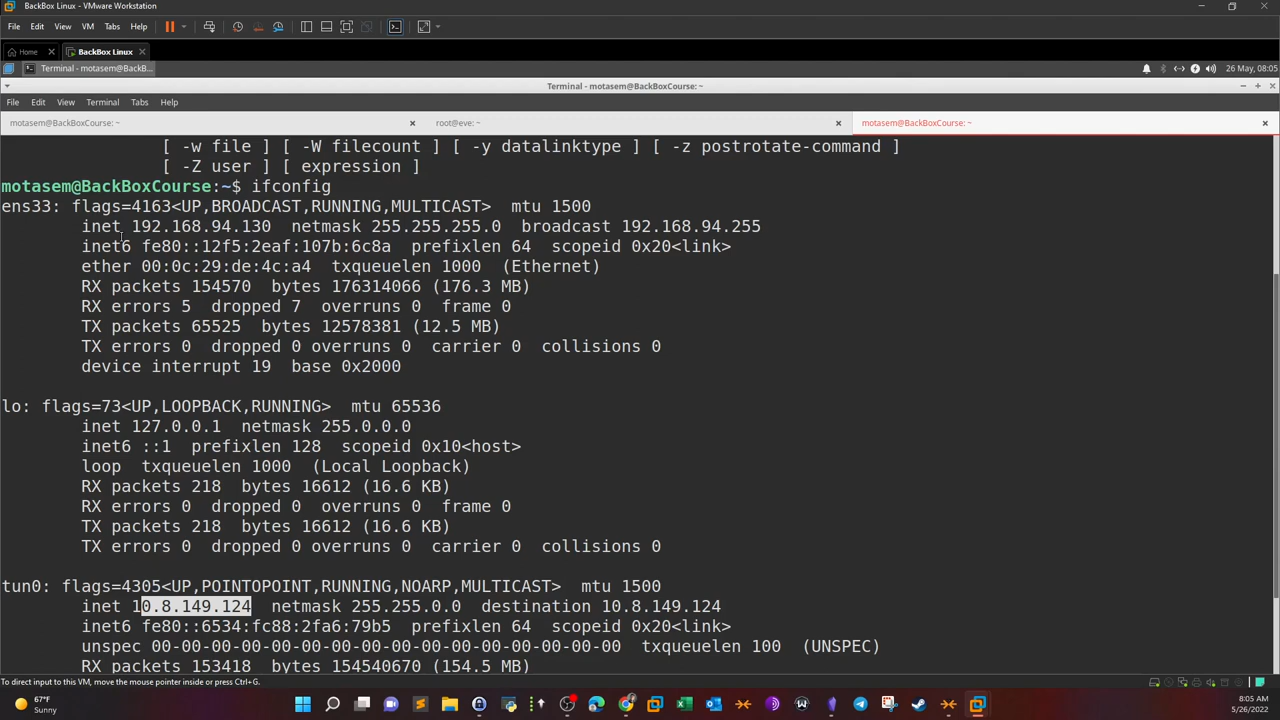 BackBox Linux - VMware Workstation
File Edit View VM Tabs Help
Home BackBox Linux
Terminal - motasem@BackB... 26 May, 08:05
Terminal - motasem@BackBoxCourse: ~
File Edit View Terminal Tabs Help
motasem@BackBoxCourse: ~ root@eve: ~ motasem@BackBoxCourse: ~
[ -w file ] [ -W filecount ] [ -y datalinktype ] [ -z postrotate-command ]
[ -Z user ] [ expression ]
motasem@BackBoxCourse:~$ ifconfig
ens33: flags=4163<UP,BROADCAST,RUNNING,MULTICAST>  mtu 1500
inet 192.168.94.130  netmask 255.255.255.0  broadcast 192.168.94.255
inet6 fe80::12f5:2eaf:107b:6c8a  prefixlen 64  scopeid 0x20<link>
ether 00:0c:29:de:4c:a4  txqueuelen 1000  (Ethernet)
RX packets 154570  bytes 176314066 (176.3 MB)
RX errors 5  dropped 7  overruns 0  frame 0
TX packets 65525  bytes 12578381 (12.5 MB)
TX errors 0  dropped 0 overruns 0  carrier 0  collisions 0
device interrupt 19  base 0x2000
lo: flags=73<UP,LOOPBACK,RUNNING>  mtu 65536
inet 127.0.0.1  netmask 255.0.0.0
inet6 ::1  prefixlen 128  scopeid 0x10<host>
loop  txqueuelen 1000  (Local Loopback)
RX packets 218  bytes 16612 (16.6 KB)
RX errors 0  dropped 0  overruns 0  frame 0
TX packets 218  bytes 16612 (16.6 KB)
TX errors 0  dropped 0 overruns 0  carrier 0  collisions 0
tun0: flags=4305<UP,POINTOPOINT,RUNNING,NOARP,MULTICAST>  mtu 1500
inet 10.8.149.124  netmask 255.255.0.0  destination 10.8.149.124
inet6 fe80::6534:fc88:2fa6:79b5  prefixlen 64  scopeid 0x20<link>
unspec 00-00-00-00-00-00-00-00-00-00-00-00-00-00-00-00  txqueuelen 100  (UNSPEC)
RX packets 153418  bytes 154540670 (154.5 MB)
To direct input to this VM, move the mouse pointer inside or press Ctrl+G.
67°F
Sunny
8:05 AM
5/26/2022